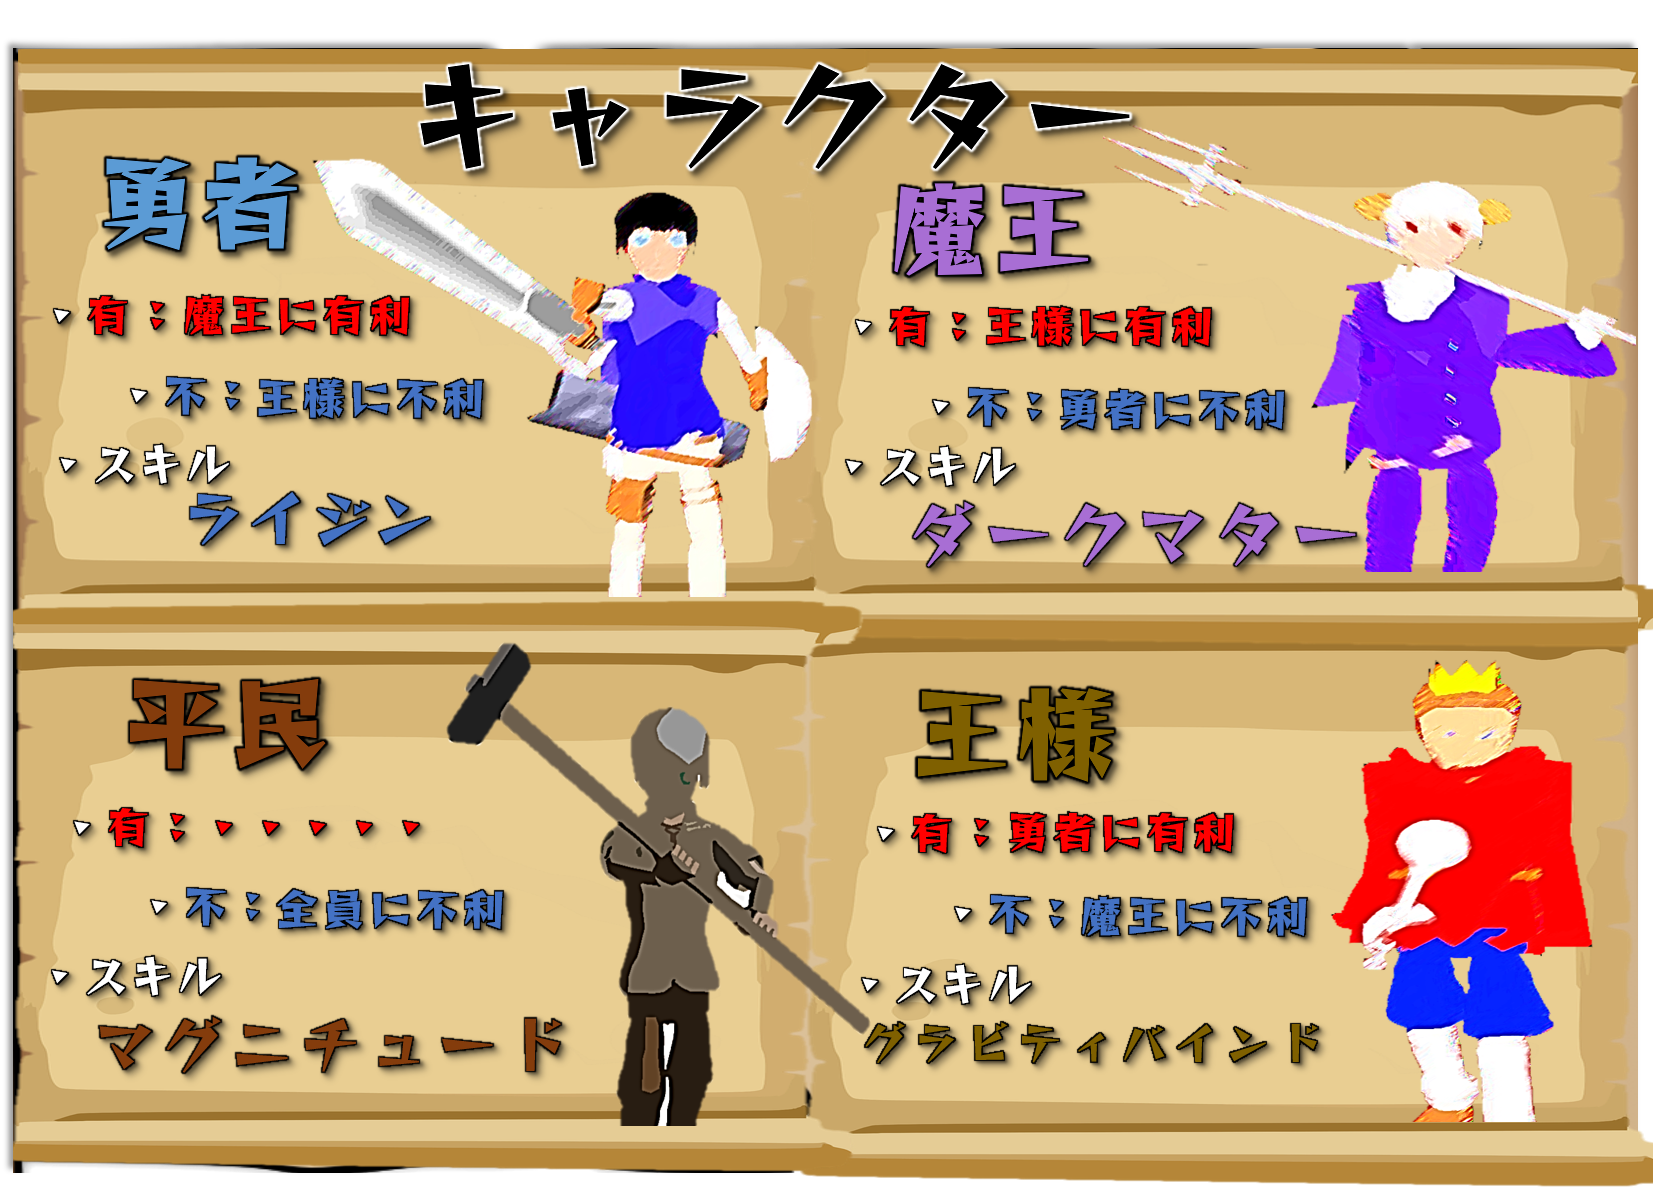 キャラクター
勇者
・有：魔王に有利
・不：王様に不利
・スキル
ライジン
魔王
・有：王様に有利
・不：勇者に不利
・スキル
ダークマター
平民
・有：・・・・・
・不：全員に不利
・スキル
マグニチュード
王様
・有：勇者に有利
・不：魔王に不利
・スキル
グラビティバインド